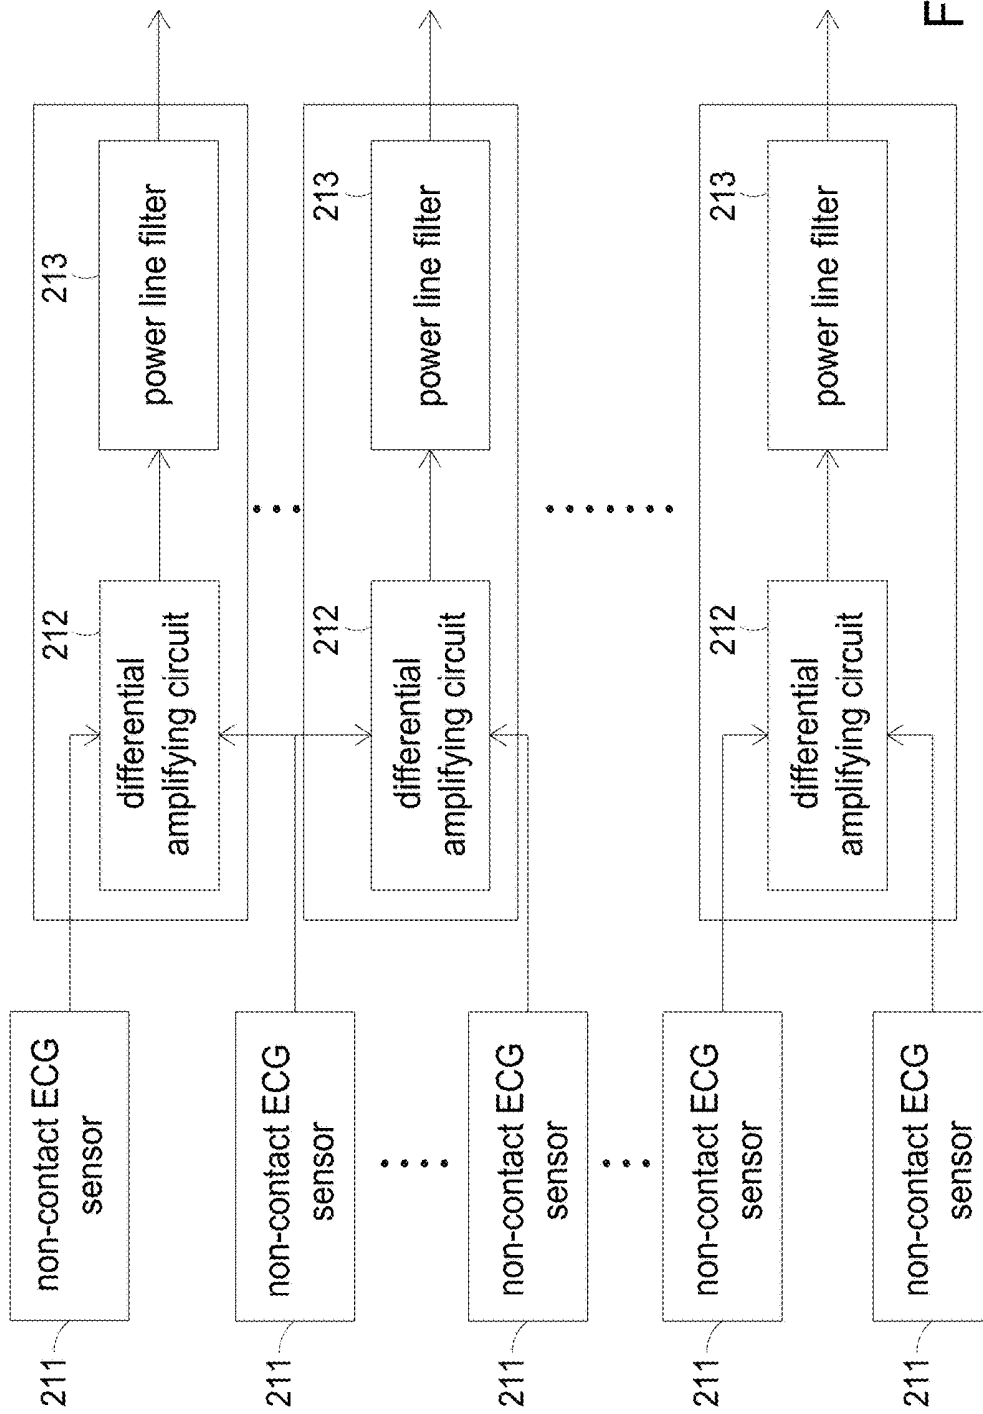 211
non-contact ECG
sensor
211
non-contact ECG
sensor
211
non-contact ECG
sensor
211
non-contact ECG
sensor
211
non-contact ECG
sensor
212
differential
amplifying circuit
213
power line filter
212
differential
amplifying circuit
213
power line filter
212
differential
amplifying circuit
213
power line filter
F